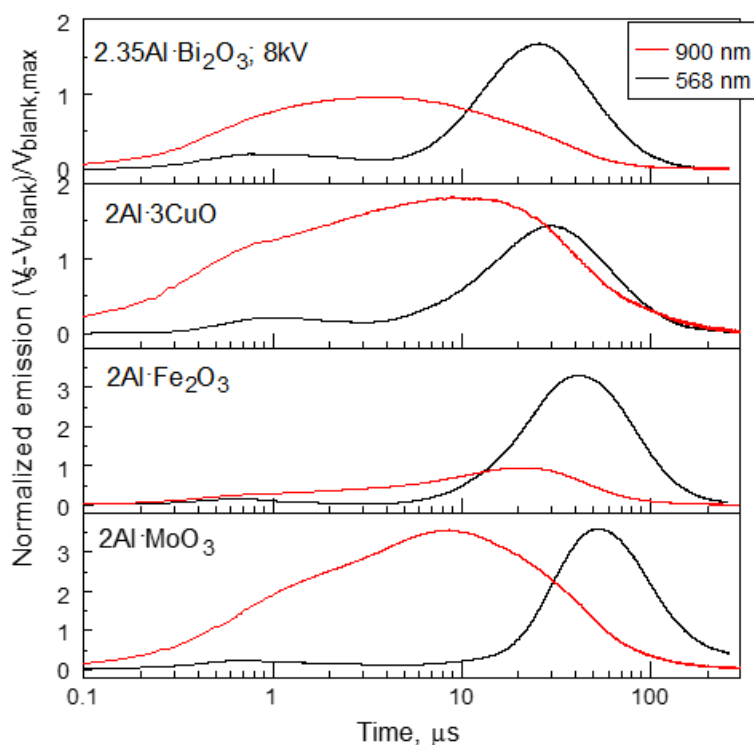 Normalized emission (Vs-Vblank)/Vblank,max
2.35Al·Bi2O3; 8kV
900 nm
568 nm
2
1
0
2Al·3CuO
2
1
0
2Al·Fe2O3
3
2
1
0
2Al·MoO3
3
2
1
0
0.1 1 10 100
Time, μs